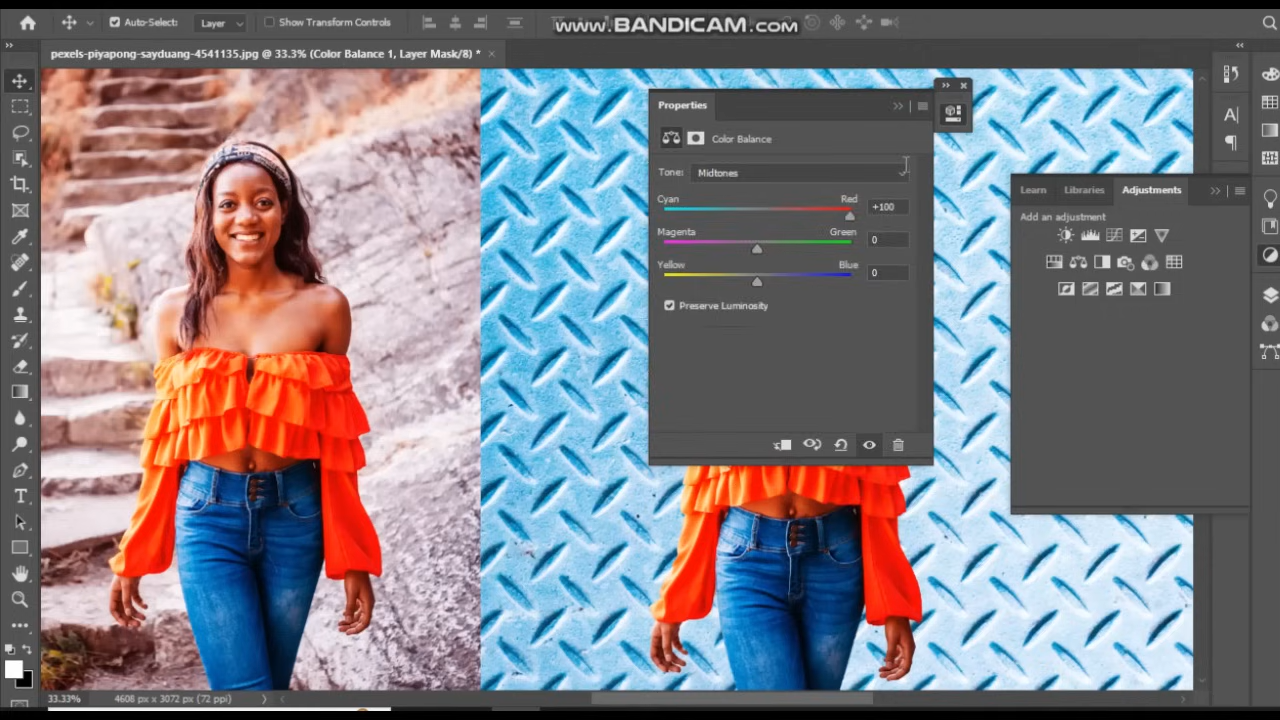 Auto-Select:
Layer
Show Transform Controls
www.BANDICAM.com
pexels-piyapong-sayduang-4541135.jpg @ 33.3% (Color Balance 1, Layer Mask/8) *
Properties
Color Balance
Tone:
Midtones
Cyan
Red
+100
Magenta
Green
0
Yellow
Blue
0
Preserve Luminosity
Learn
Libraries
Adjustments
Add an adjustment
33.33%
4608 px x 3072 px (72 ppi)